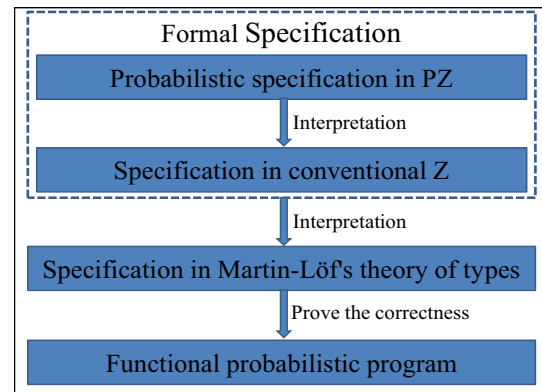 Formal Specification
Probabilistic specification in PZ
Interpretation
Specification in conventional Z
Interpretation
Specification in Martin-Löf's theory of types
Prove the correctness
Functional probabilistic program